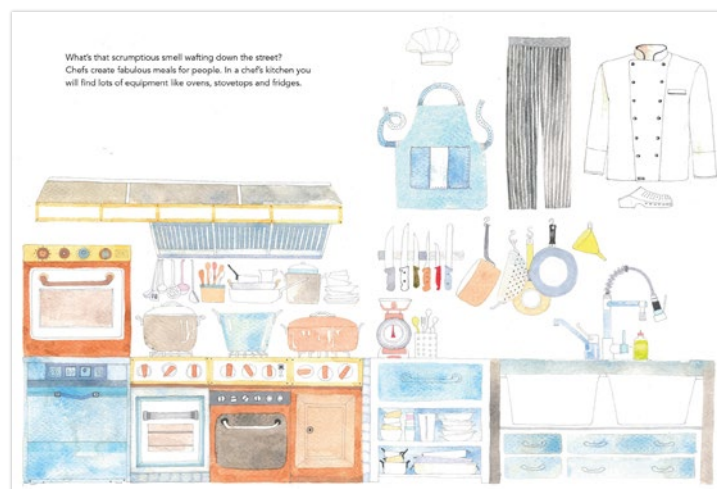 What's that scrumptious smell wafting down the street?
Chefs create fabulous meals for people. In a chef's kitchen you
will find lots of equipment like ovens, stovetops and fridges.